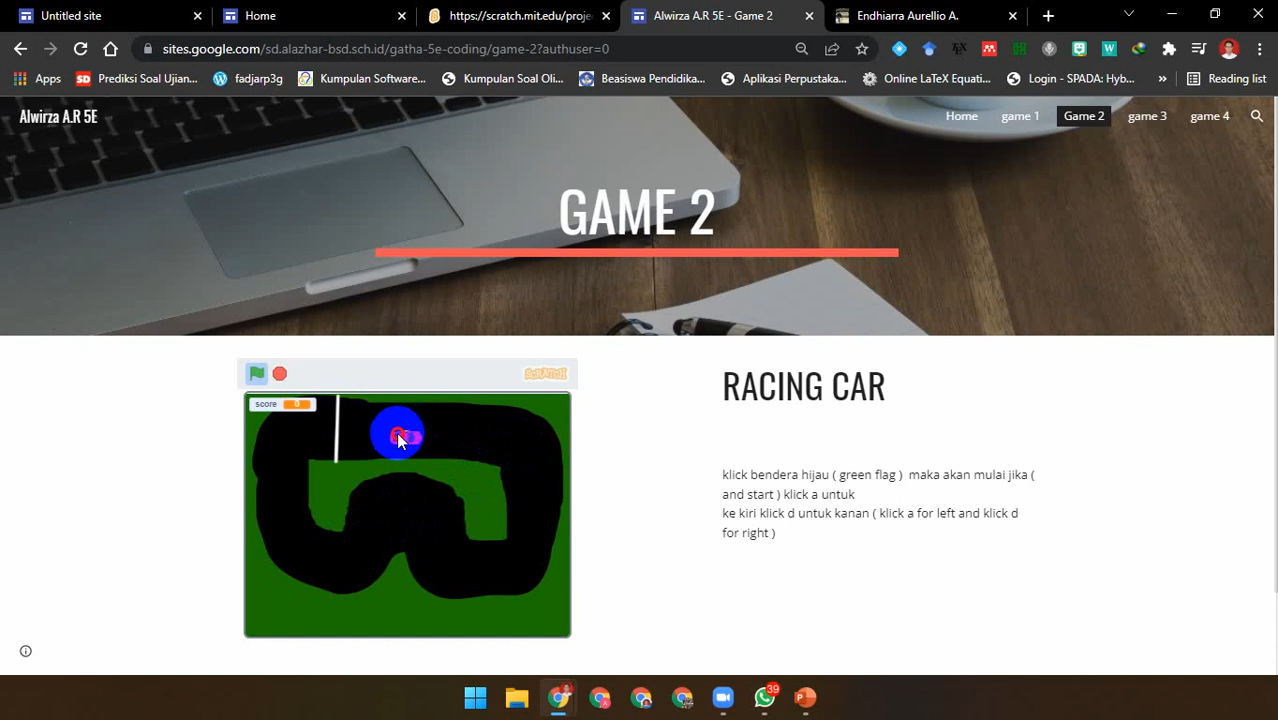 Untitled site
Home
https://scratch.mit.edu/proje
Alwirza A.R 5E - Game 2
Endhiarra Aurellio A.
sites.google.com/sd.alazhar-bsd.sch.id/gatha-5e-coding/game-2?authuser=0
Apps
Prediksi Soal Ujian...
fadjarp3g
Kumpulan Software...
Kumpulan Soal Oli...
Beasiswa Pendidika...
Aplikasi Perpustaka...
Online LaTeX Equati...
Login - SPADA: Hyb...
»
Reading list
Alwirza A.R 5E
Home
game 1
Game 2
game 3
game 4
GAME 2
SCRATCH
score 0
RACING CAR
klick bendera hijau ( green flag )  maka akan mulai jika (
and start ) klick a untuk
ke kiri klick d untuk kanan ( klick a for left and klick d
for right )
39